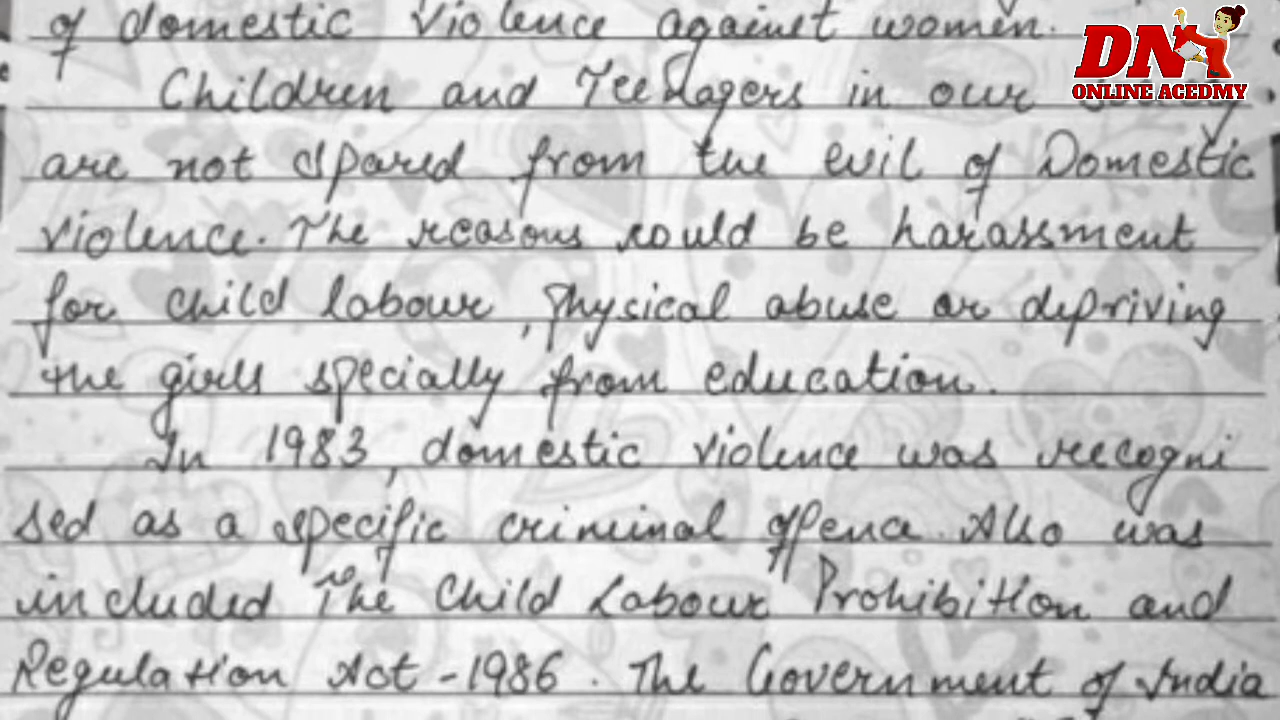 of domestic violence against women.
Children and Teenagers in our
are not spared from the evil of Domestic
violence. The reasons could be harassment
for child labour, Physical abuse or depriving
the girls specially from education.
In 1983, domestic violence was recogni
sed as a specific criminal offence. Also was
included The Child Labour Prohibition and
Regulation Act -1986. The Government of India
DN
ONLINE ACEDMY